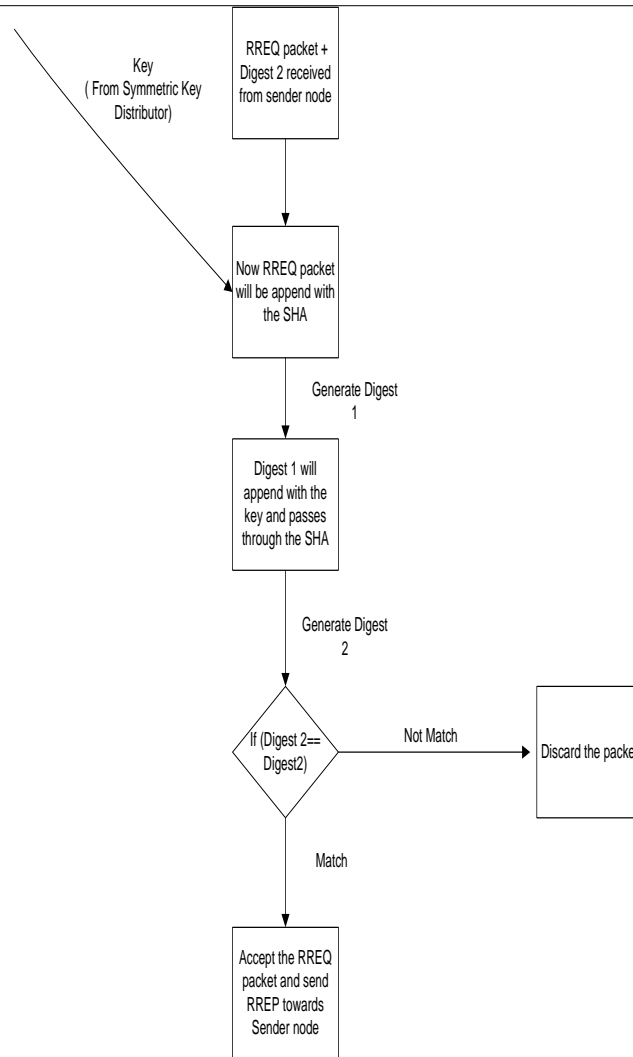 RREQ packet +
Digest 2 received
from sender node
Key
( From Symmetric Key
Distributor)
Now RREQ packet
will be append with
the SHA
Generate Digest
1
Digest 1 will
append with the
key and passes
through the SHA
Generate Digest
2
If (Digest 2==
Digest2)
Not Match
Discard the packe
Match
Accept the RREQ
packet and send
RREP towards
Sender node